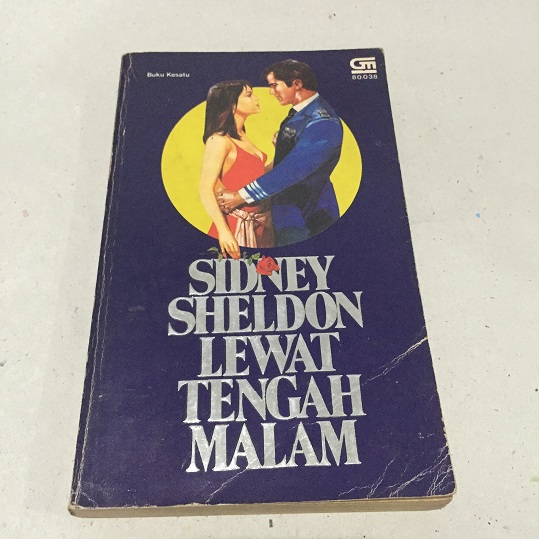 Buku Kesatu
GM
80.038
SIDNEY
SHELDON
LEWAT
TENGAH
MALAM